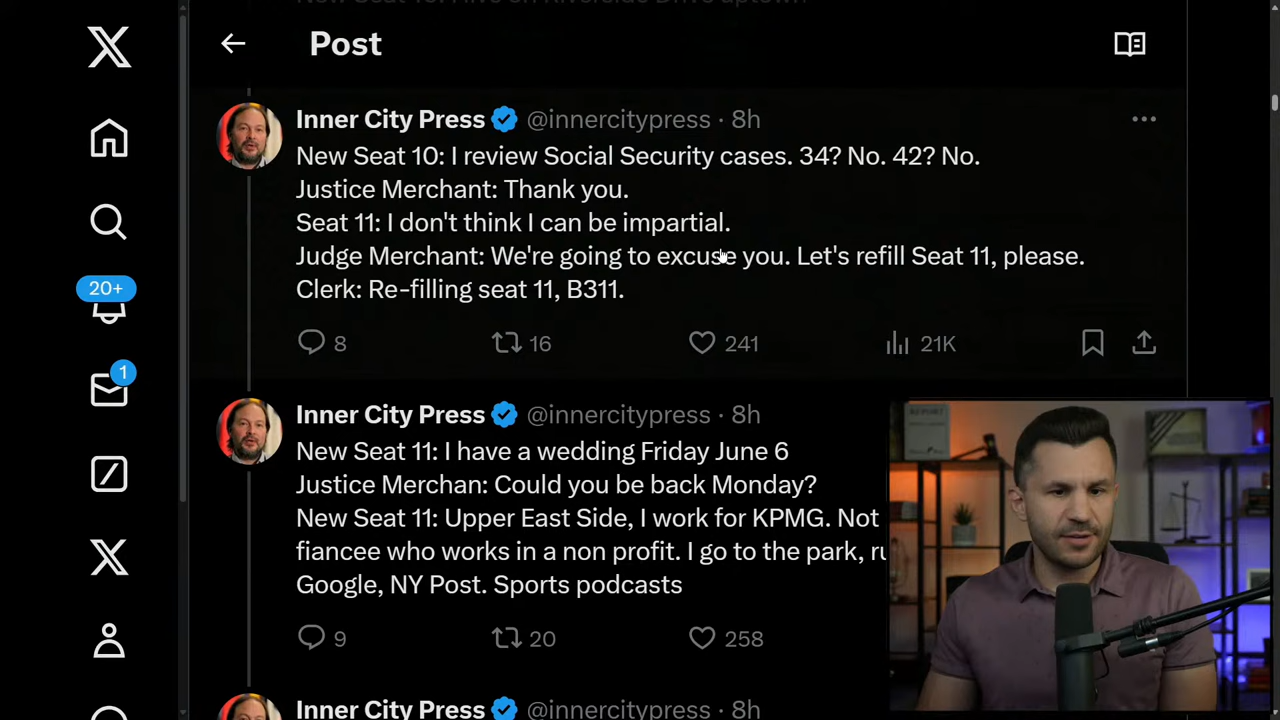 Post
Inner City Press @innercitypress · 8h
New Seat 10: I review Social Security cases. 34? No. 42? No.
Justice Merchant: Thank you.
Seat 11: I don't think I can be impartial.
Judge Merchant: We're going to excuse you. Let's refill Seat 11, please.
Clerk: Re-filling seat 11, B311.
20+
8 16 241 21K
1
Inner City Press @innercitypress · 8h
New Seat 11: I have a wedding Friday June 6
Justice Merchan: Could you be back Monday?
New Seat 11: Upper East Side, I work for KPMG. Not
fiancee who works in a non profit. I go to the park,
Google, NY Post. Sports podcasts
9 20 258
Inner City Press @innercitypress · 8h
REPORT